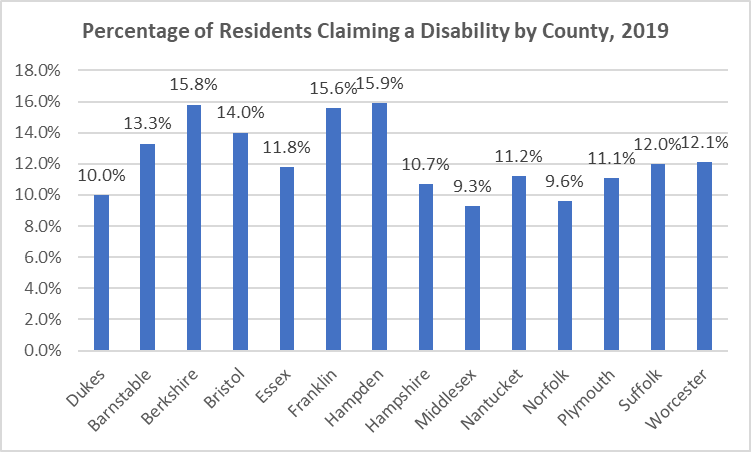 Percentage of Residents Claiming a Disability by County, 2019
18.0%
16.0%
14.0%
12.0%
10.0%
8.0%
6.0%
4.0%
2.0%
0.0%
10.0%
13.3%
15.8%
14.0%
11.8%
15.6%
15.9%
10.7%
9.3%
11.2%
9.6%
11.1%
12.0%
12.1%
Dukes
Barnstable
Berkshire
Bristol
Essex
Franklin
Hampden
Hampshire
Middlesex
Nantucket
Norfolk
Plymouth
Suffolk
Worcester